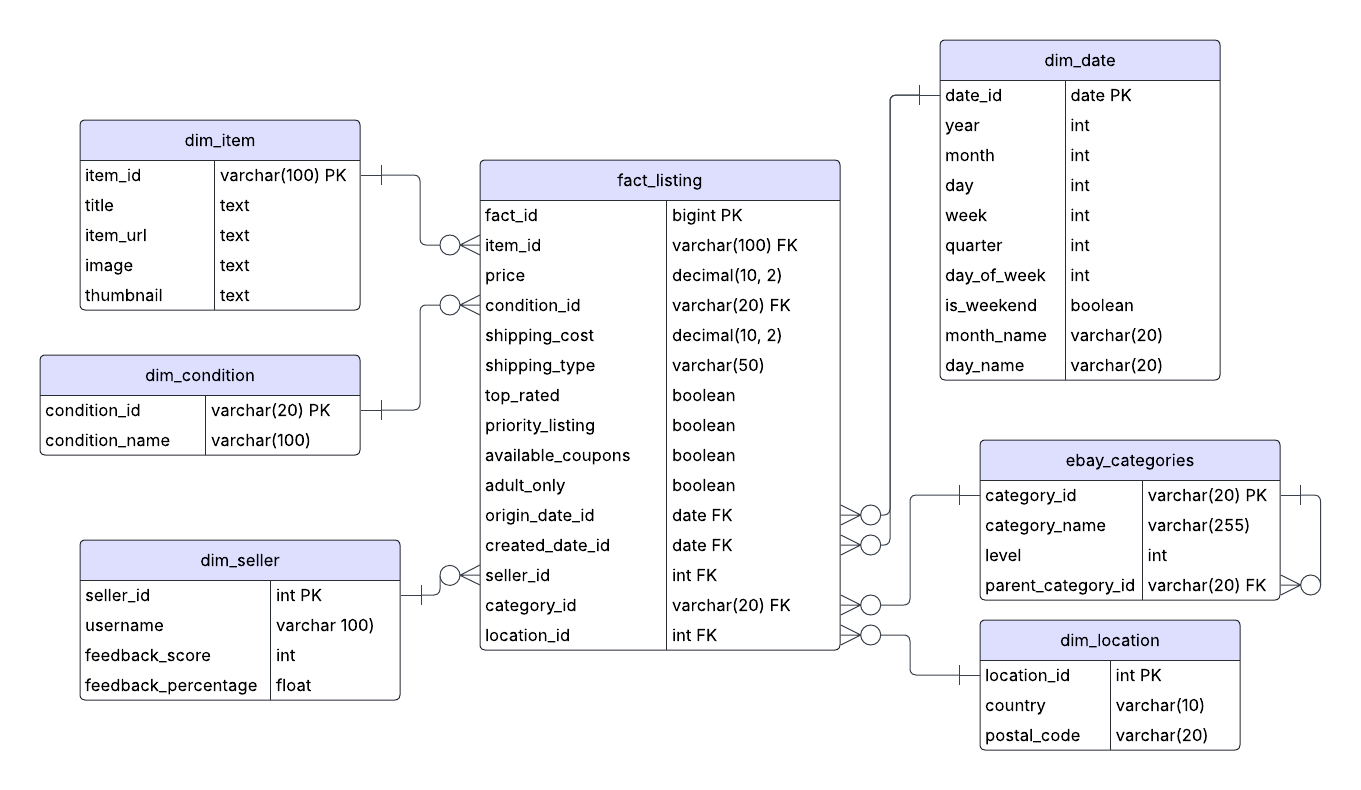 dim_item
item_id varchar(100) PK
title text
item_url text
image text
thumbnail text
dim_condition
condition_id varchar(20) PK
condition_name varchar(100)
dim_seller
seller_id int PK
username varchar 100)
feedback_score int
feedback_percentage float
fact_listing
fact_id bigint PK
item_id varchar(100) FK
price decimal(10, 2)
condition_id varchar(20) FK
shipping_cost decimal(10, 2)
shipping_type varchar(50)
top_rated boolean
priority_listing boolean
available_coupons boolean
adult_only boolean
origin_date_id date FK
created_date_id date FK
seller_id int FK
category_id varchar(20) FK
location_id int FK
dim_date
date_id date PK
year int
month int
day int
week int
quarter int
day_of_week int
is_weekend boolean
month_name varchar(20)
day_name varchar(20)
ebay_categories
category_id varchar(20) PK
category_name varchar(255)
level int
parent_category_id varchar(20) FK
dim_location
location_id int PK
country varchar(10)
postal_code varchar(20)